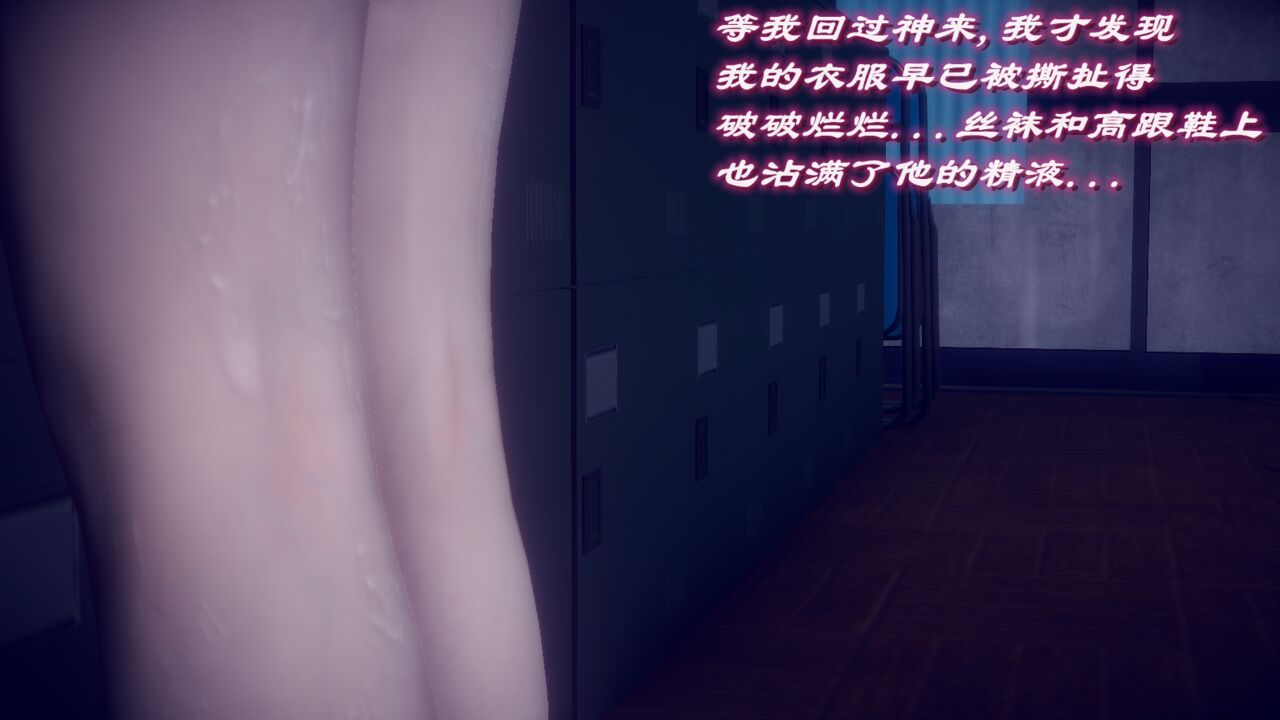 等我回过神来,我才发现
我的衣服早已被撕扯得
破破烂烂...丝袜和高跟鞋上
也沾满了他的精液...